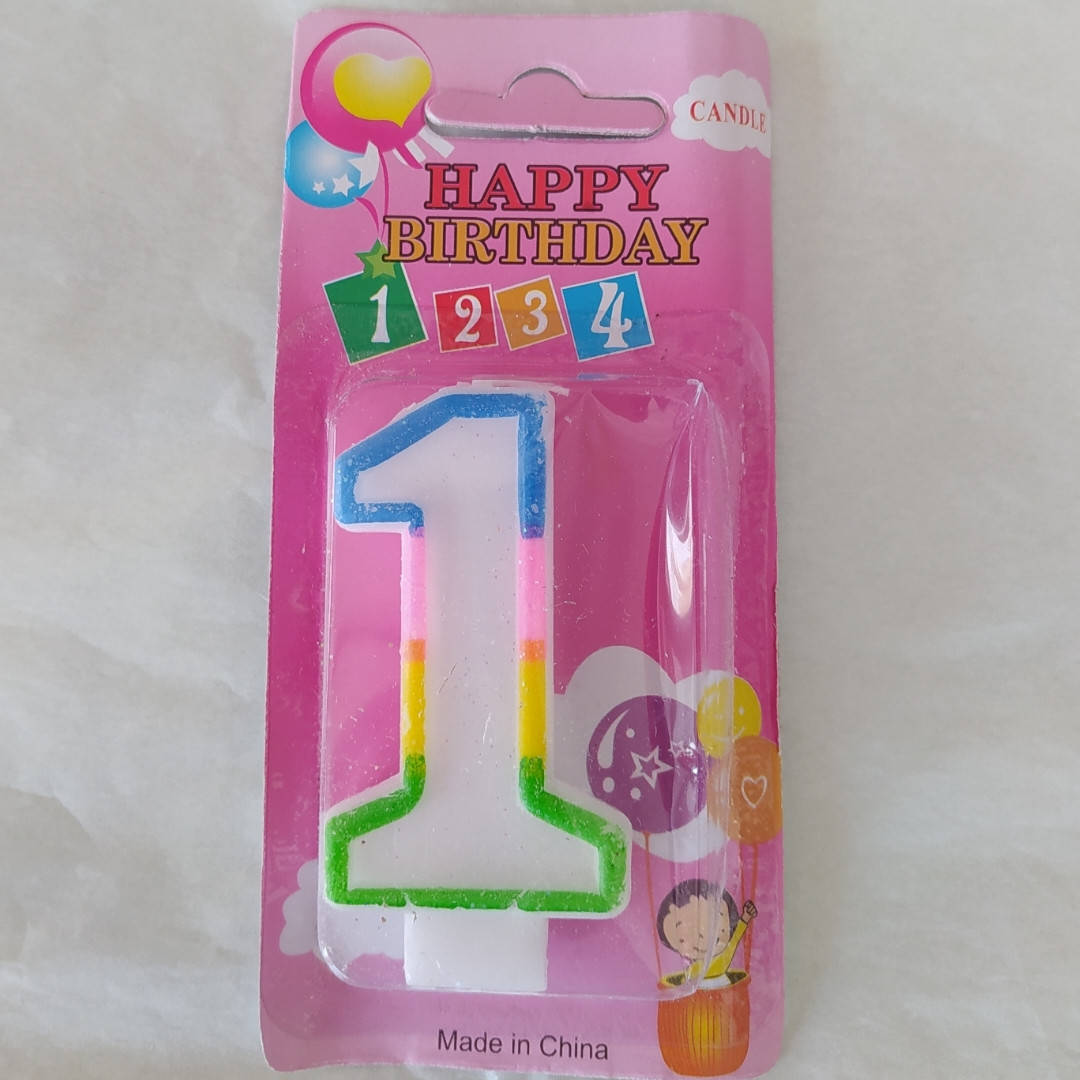 CANDLE
HAPPY
BIRTHDAY
1 2 3 4
1
Made in China